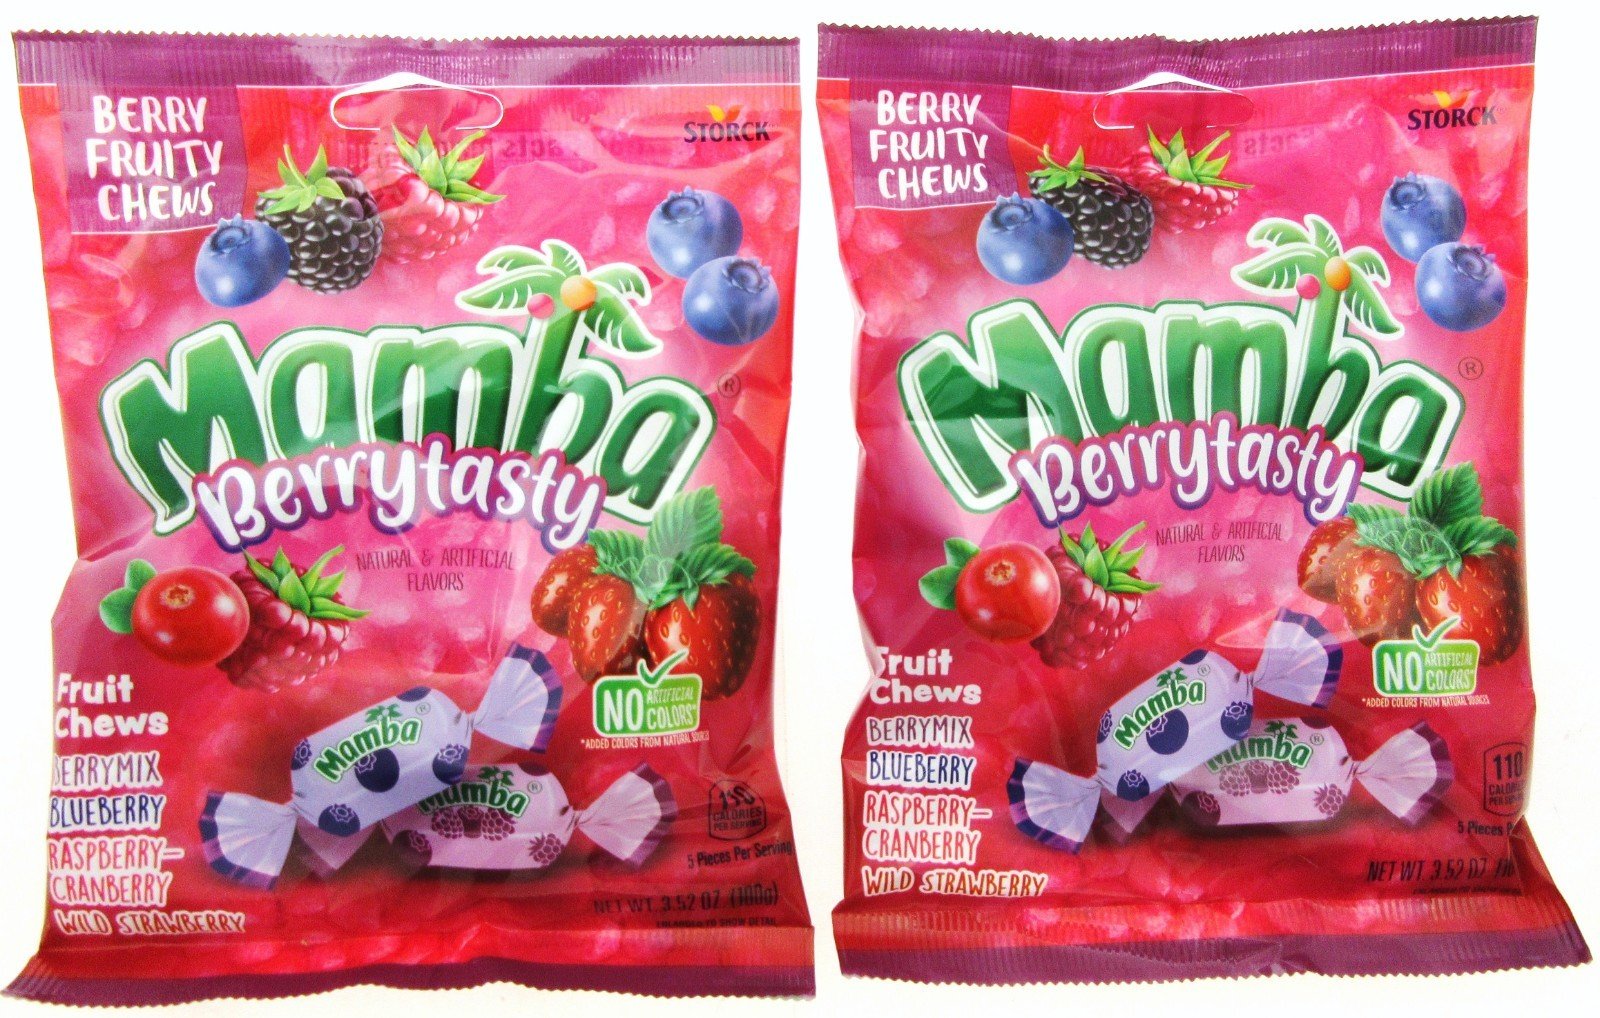 BERRY
FRUITY
CHEWS
STORCK
Mamba®
Berrytasty
NATURAL & ARTIFICIAL
FLAVORS
NO ARTIFICIAL
COLORS*
*ADDED COLORS FROM NATURAL SOURCES
Fruit
Chews
BERRYMIX
BLUEBERRY
RASPBERRY-
CRANBERRY
WILD STRAWBERRY
Mamba®
Mamba
110
CALORIES
PER SERVING
5 Pieces Per Serving
NET WT. 3.52 OZ (100g)
ENLARGED TO SHOW DETAIL
BERRY
FRUITY
CHEWS
STORCK
Mamba®
Berrytasty
NATURAL & ARTIFICIAL
FLAVORS
NO ARTIFICIAL
COLORS*
*ADDED COLORS FROM NATURAL SOURCES
Fruit
Chews
BERRYMIX
BLUEBERRY
RASPBERRY-
CRANBERRY
WILD STRAWBERRY
Mamba®
Mamba®
110
5 Pieces
NET WT. 3.52 OZ